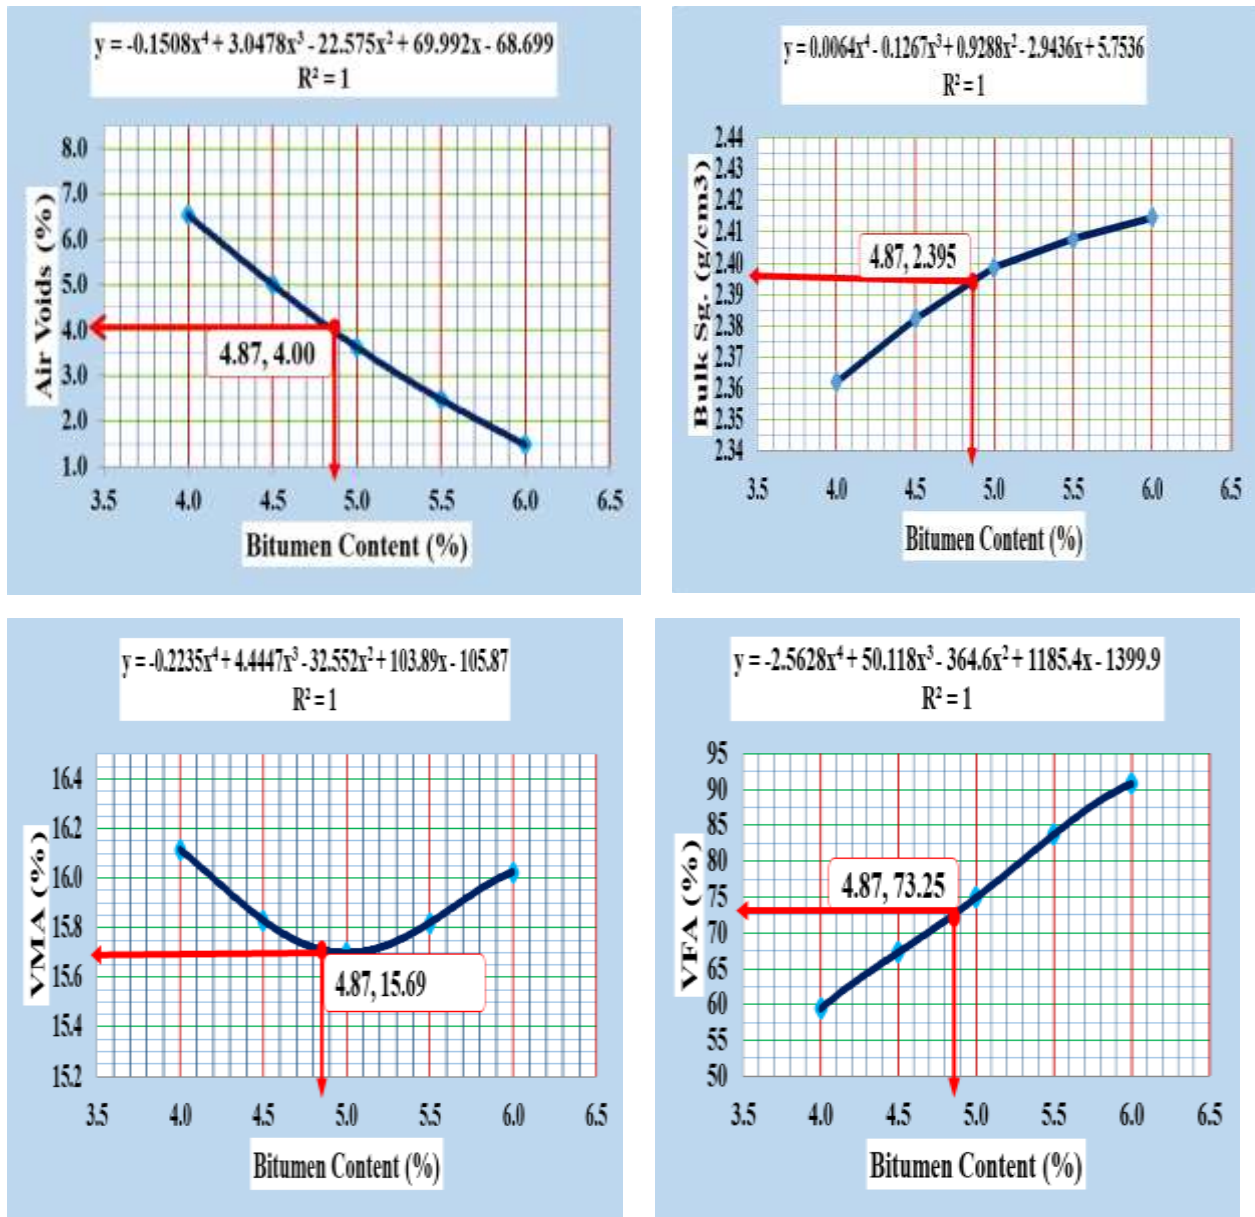 y = -0.1508x⁴ + 3.0478x³ - 22.575x² + 69.992x - 68.699
R² = 1
8.0
7.0
6.0
5.0
4.0
3.0
2.0
1.0
Air Voids (%)
4.87, 4.00
3.5 4.0 4.5 5.0 5.5 6.0 6.5
Bitumen Content (%)
y = 0.0064x⁴ - 0.1267x³ + 0.9288x² - 2.9436x + 5.7536
R² = 1
2.44
2.43
2.42
2.41
2.40
2.39
2.38
2.37
2.36
2.35
2.34
Bulk Sg. (g/cm3)
4.87, 2.395
3.5 4.0 4.5 5.0 5.5 6.0 6.5
Bitumen Content (%)
y = -0.2235x⁴ + 4.4447x³ - 32.552x² + 103.89x - 105.87
R² = 1
16.4
16.2
16.0
15.8
15.6
15.4
15.2
VMA (%)
4.87, 15.69
3.5 4.0 4.5 5.0 5.5 6.0 6.5
Bitumen Content (%)
y = -2.5628x⁴ + 50.118x³ - 364.6x² + 1185.4x - 1399.9
R² = 1
95
90
85
80
75
70
65
60
55
50
VFA (%)
4.87, 73.25
3.5 4.0 4.5 5.0 5.5 6.0 6.5
Bitumen Content (%)